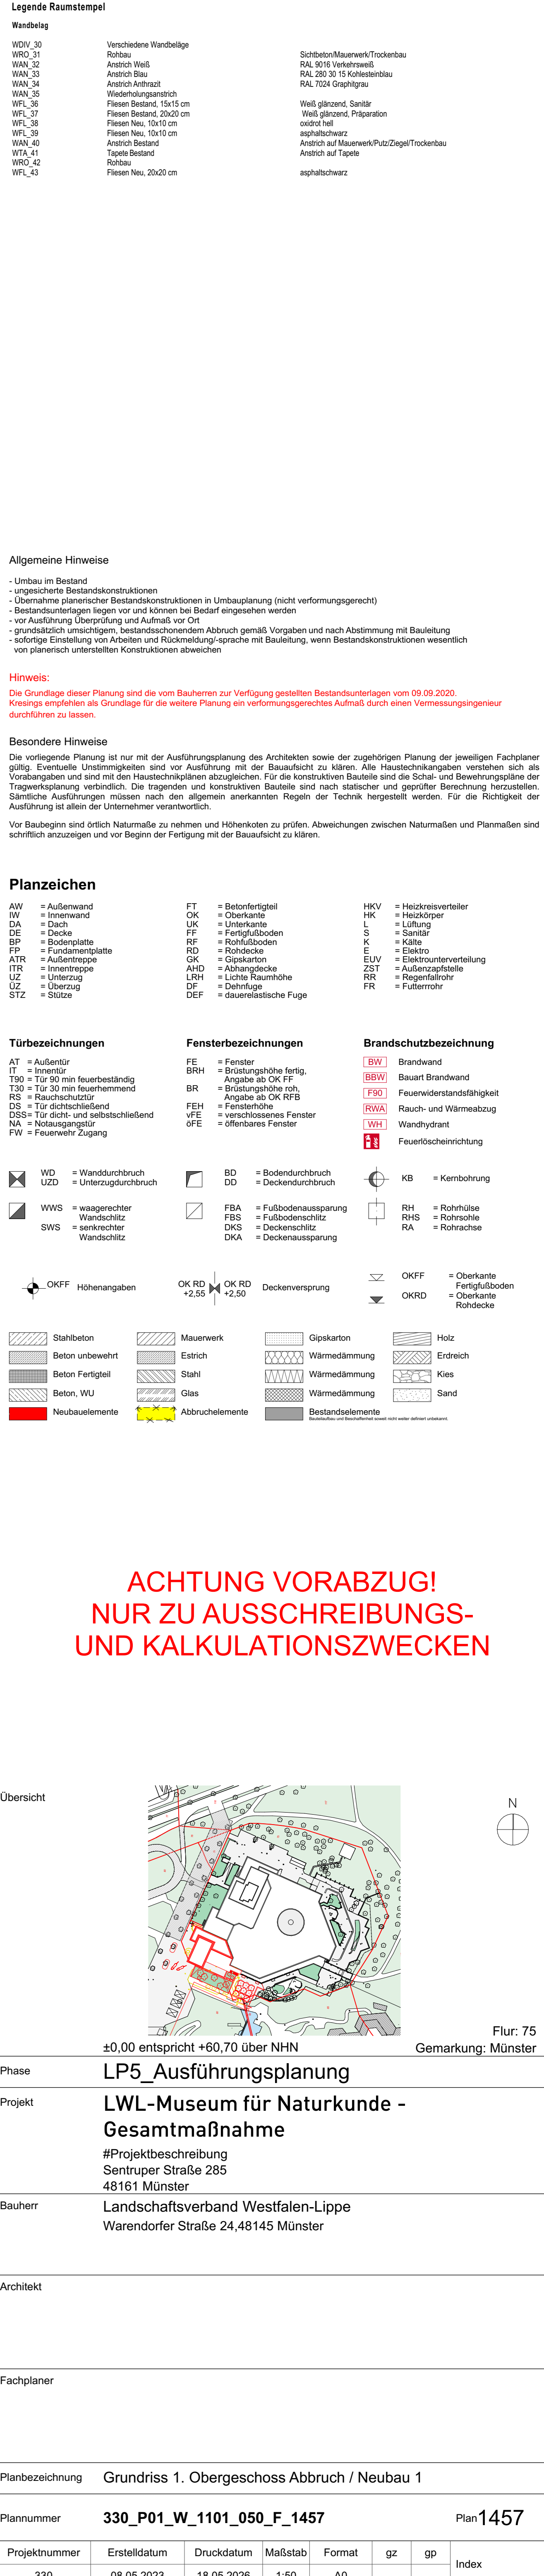 Legende Raumstempel
Wandbelag
WDIV_30 Verschiedene Wandbeläge
WRO_31 Rohbau Sichtbeton/Mauerwerk/Trockenbau
WAN_32 Anstrich Weiß RAL 9016 Verkehrsweiß
WAN_33 Anstrich Blau RAL 280 30 15 Kohlesteinblau
WAN_34 Anstrich Anthrazit RAL 7024 Graphitgrau
WAN_35 Wiederholungsanstrich
WFL_36 Fliesen Bestand, 15x15 cm Weiß glänzend, Sanitär
WFL_37 Fliesen Bestand, 20x20 cm Weiß glänzend, Präparation
WFL_38 Fliesen Neu, 10x10 cm oxidrot hell
WFL_39 Fliesen Neu, 10x10 cm asphaltschwarz
WAN_40 Anstrich Bestand Anstrich auf Mauerwerk/Putz/Ziegel/Trockenbau
WTA_41 Tapete Bestand Anstrich auf Tapete
WRO_42 Rohbau
WFL_43 Fliesen Neu, 20x20 cm asphaltschwarz
Allgemeine Hinweise
- Umbau im Bestand
- ungesicherte Bestandskonstruktionen
- Übernahme planerischer Bestandskonstruktionen in Umbauplanung (nicht verformungsgerecht)
- Bestandsunterlagen liegen vor und können bei Bedarf eingesehen werden
- vor Ausführung Überprüfung und Aufmaß vor Ort
- grundsätzlich umsichtigem, bestandsschonendem Abbruch gemäß Vorgaben und nach Abstimmung mit Bauleitung
- sofortige Einstellung von Arbeiten und Rückmeldung/-sprache mit Bauleitung, wenn Bestandskonstruktionen wesentlich
von planerisch unterstellten Konstruktionen abweichen
Hinweis:
Die Grundlage dieser Planung sind die vom Bauherren zur Verfügung gestellten Bestandsunterlagen vom 09.09.2020.
Kresings empfehlen als Grundlage für die weitere Planung ein verformungsgerechtes Aufmaß durch einen Vermessungsingenieur
durchführen zu lassen.
Besondere Hinweise
Die vorliegende Planung ist nur mit der Ausführungsplanung des Architekten sowie der zugehörigen Planung der jeweiligen Fachplaner
gültig. Eventuelle Unstimmigkeiten sind vor Ausführung mit der Bauaufsicht zu klären. Alle Haustechnikangaben verstehen sich als
Vorabangaben und sind mit den Haustechnikplänen abzugleichen. Für die konstruktiven Bauteile sind die Schal- und Bewehrungspläne der
Tragwerksplanung verbindlich. Die tragenden und konstruktiven Bauteile sind nach statischer und geprüfter Berechnung herzustellen.
Sämtliche Ausführungen müssen nach den allgemein anerkannten Regeln der Technik hergestellt werden. Für die Richtigkeit der
Ausführung ist allein der Unternehmer verantwortlich.
Vor Baubeginn sind örtlich Naturmaße zu nehmen und Höhenkoten zu prüfen. Abweichungen zwischen Naturmaßen und Planmaßen sind
schriftlich anzuzeigen und vor Beginn der Fertigung mit der Bauaufsicht zu klären.
Planzeichen
AW = Außenwand FT = Betonfertigteil HKV = Heizkreisverteiler
IW = Innenwand OK = Oberkante HK = Heizkörper
DA = Dach UK = Unterkante L = Lüftung
DE = Decke FF = Fertigfußboden S = Sanitär
BP = Bodenplatte RF = Rohfußboden K = Kälte
FP = Fundamentplatte RD = Rohdecke E = Elektro
ATR = Außentreppe GK = Gipskarton EUV = Elektrounterverteilung
ITR = Innentreppe AHD = Abhangdecke ZST = Außenzapfstelle
UZ = Unterzug LRH = Lichte Raumhöhe RR = Regenfallrohr
ÜZ = Überzug DF = Dehnfuge FR = Futterrrohr
STZ = Stütze DEF = dauerelastische Fuge
Türbezeichnungen Fensterbezeichnungen Brandschutzbezeichnung
AT = Außentür
IT = Innentür
T90 = Tür 90 min feuerbeständig
T30 = Tür 30 min feuerhemmend
RS = Rauchschutztür
DS = Tür dichtschließend
DSS= Tür dicht- und selbstschließend
NA = Notausgangstür
FW = Feuerwehr Zugang
FE = Fenster
BRH = Brüstungshöhe fertig,
Angabe ab OK FF
BR = Brüstungshöhe roh,
Angabe ab OK RFB
FEH = Fensterhöhe
vFE = verschlossenes Fenster
öFE = öffenbares Fenster
BW Brandwand
BBW Bauart Brandwand
F90 Feuerwiderstandsfähigkeit
RWA Rauch- und Wärmeabzug
WH Wandhydrant
Feuerlöscheinrichtung
WD = Wanddurchbruch
UZD = Unterzugdurchbruch
BD = Bodendurchbruch
DD = Deckendurchbruch
KB = Kernbohrung
WWS = waagerechter
Wandschlitz
SWS = senkrechter
Wandschlitz
FBA = Fußbodenaussparung
FBS = Fußbodenschlitz
DKS = Deckenschlitz
DKA = Deckenaussparung
RH = Rohrhülse
RHS = Rohrsohle
RA = Rohrachse
OKFF Höhenangaben
OK RD OK RD
+2,55 +2,50
Deckenversprung
OKFF = Oberkante
Fertigfußboden
OKRD = Oberkante
Rohdecke
Stahlbeton Mauerwerk Gipskarton Holz
Beton unbewehrt Estrich Wärmedämmung Erdreich
Beton Fertigteil Stahl Wärmedämmung Kies
Beton, WU Glas Wärmedämmung Sand
Neubauelemente Abbruchelemente Bestandselemente
Bauteilaufbau und Beschaffenheit soweit nicht weiter definiert unbekannt.
ACHTUNG VORABZUG!
NUR ZU AUSSCHREIBUNGS-
UND KALKULATIONSZWECKEN
Übersicht
N
Flur: 75
±0,00 entspricht +60,70 über NHN Gemarkung: Münster
Phase LP5_Ausführungsplanung
Projekt LWL-Museum für Naturkunde -
Gesamtmaßnahme
#Projektbeschreibung
Sentruper Straße 285
48161 Münster
Bauherr Landschaftsverband Westfalen-Lippe
Warendorfer Straße 24,48145 Münster
Architekt
Fachplaner
Planbezeichnung Grundriss 1. Obergeschoss Abbruch / Neubau 1
Plannummer 330_P01_W_1101_050_F_1457 Plan 1457
Projektnummer Erstelldatum Druckdatum Maßstab Format gz gp Index
330 08.05.2023 18.05.2026 1:50 A0